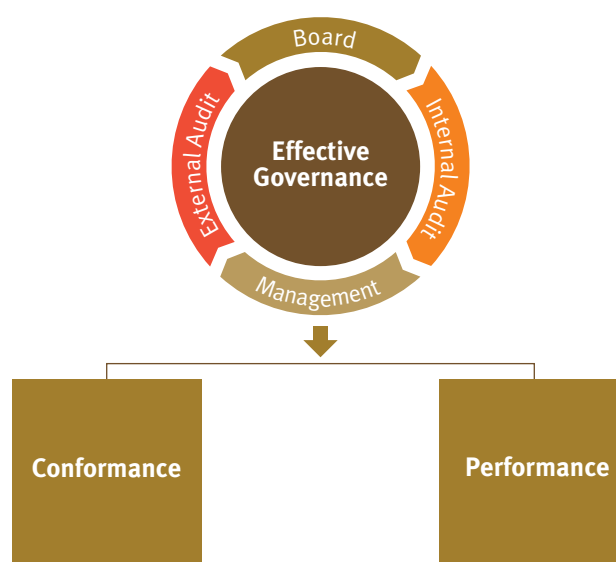 Board
External Audit
Internal Audit
Effective
Governance
Management
Conformance
Performance